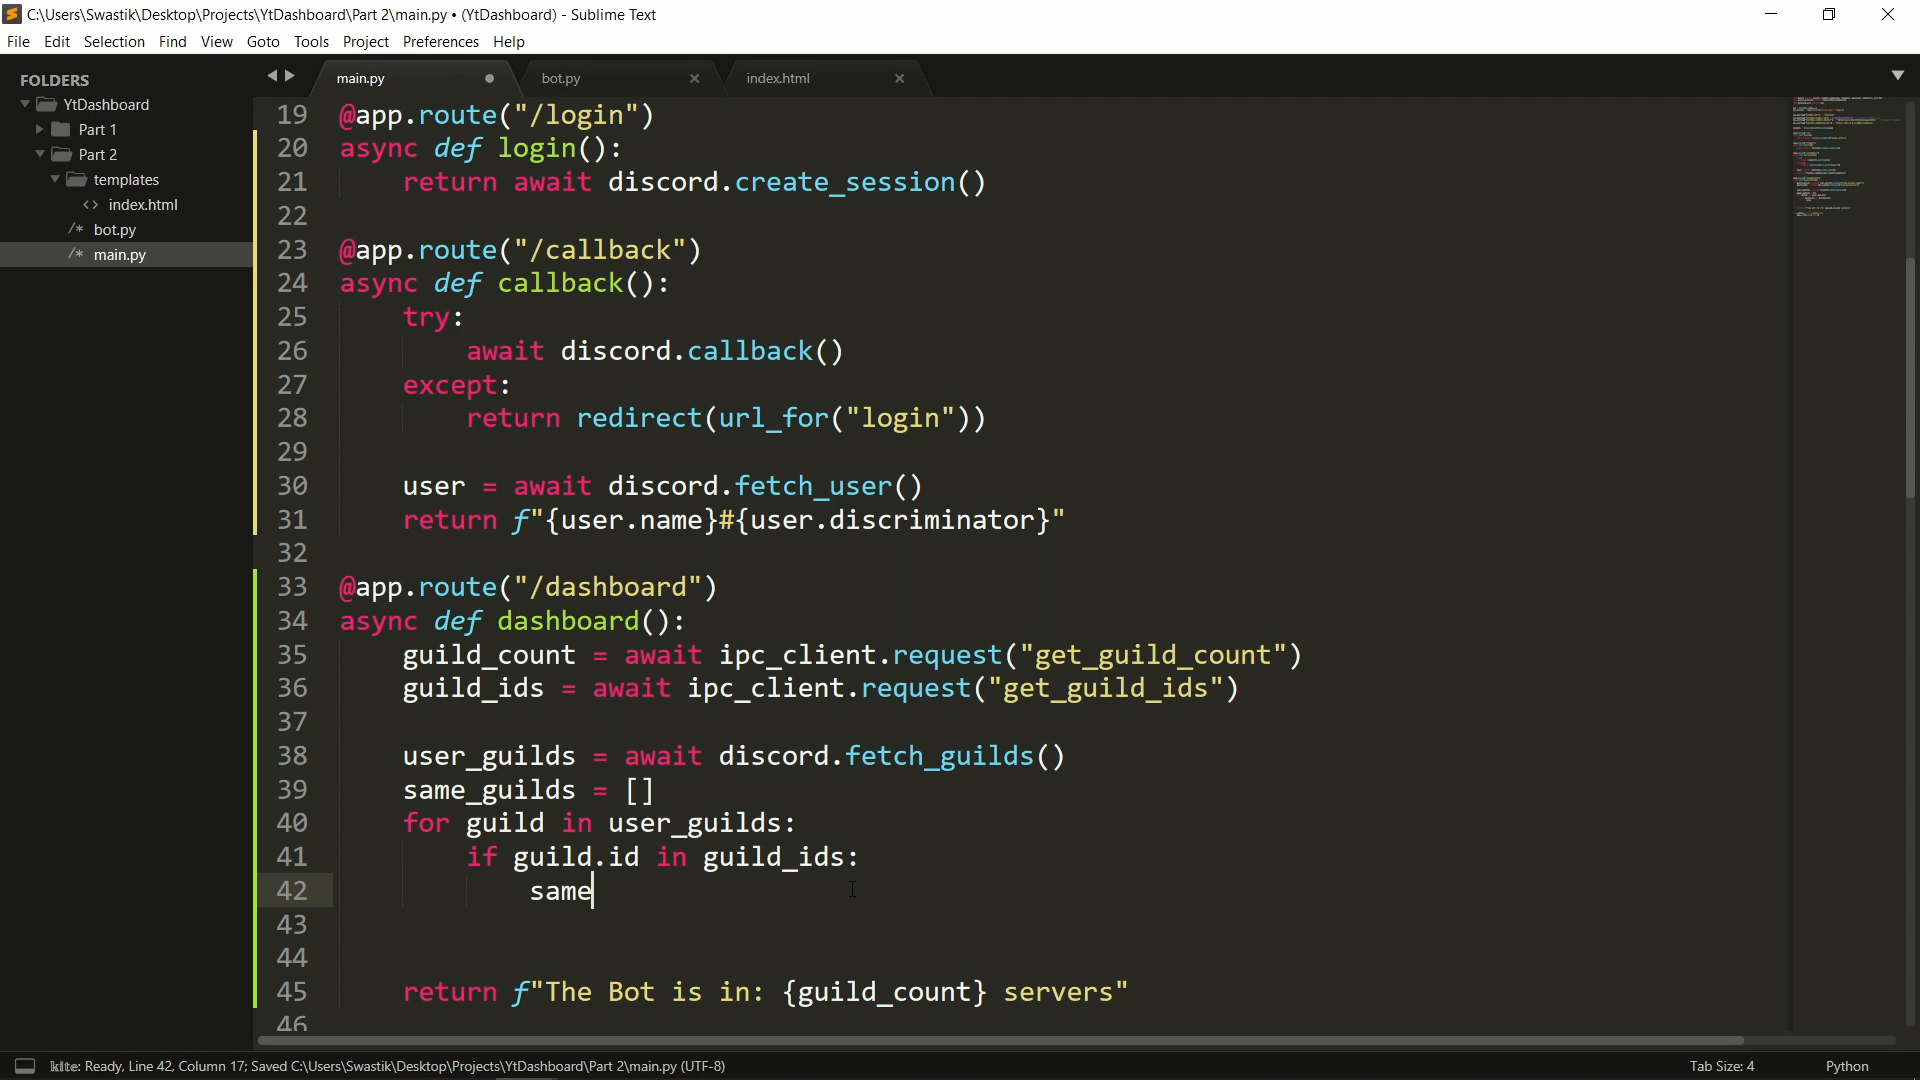 C:\Users\Swastik\Desktop\Projects\YtDashboard\Part 2\main.py • (YtDashboard) - Sublime Text
File Edit Selection Find View Goto Tools Project Preferences Help
FOLDERS
YtDashboard
Part 1
Part 2
templates
<> index.html
/* bot.py
/* main.py
main.py
bot.py
index.html
19 @app.route("/login")
20 async def login():
21     return await discord.create_session()
22
23 @app.route("/callback")
24 async def callback():
25     try:
26         await discord.callback()
27     except:
28         return redirect(url_for("login"))
29
30     user = await discord.fetch_user()
31     return f"{user.name}#{user.discriminator}"
32
33 @app.route("/dashboard")
34 async def dashboard():
35     guild_count = await ipc_client.request("get_guild_count")
36     guild_ids = await ipc_client.request("get_guild_ids")
37
38     user_guilds = await discord.fetch_guilds()
39     same_guilds = []
40     for guild in user_guilds:
41         if guild.id in guild_ids:
42             same
43
44
45     return f"The Bot is in: {guild_count} servers"
46
kite: Ready, Line 42, Column 17; Saved C:\Users\Swastik\Desktop\Projects\YtDashboard\Part 2\main.py (UTF-8)
Tab Size: 4
Python